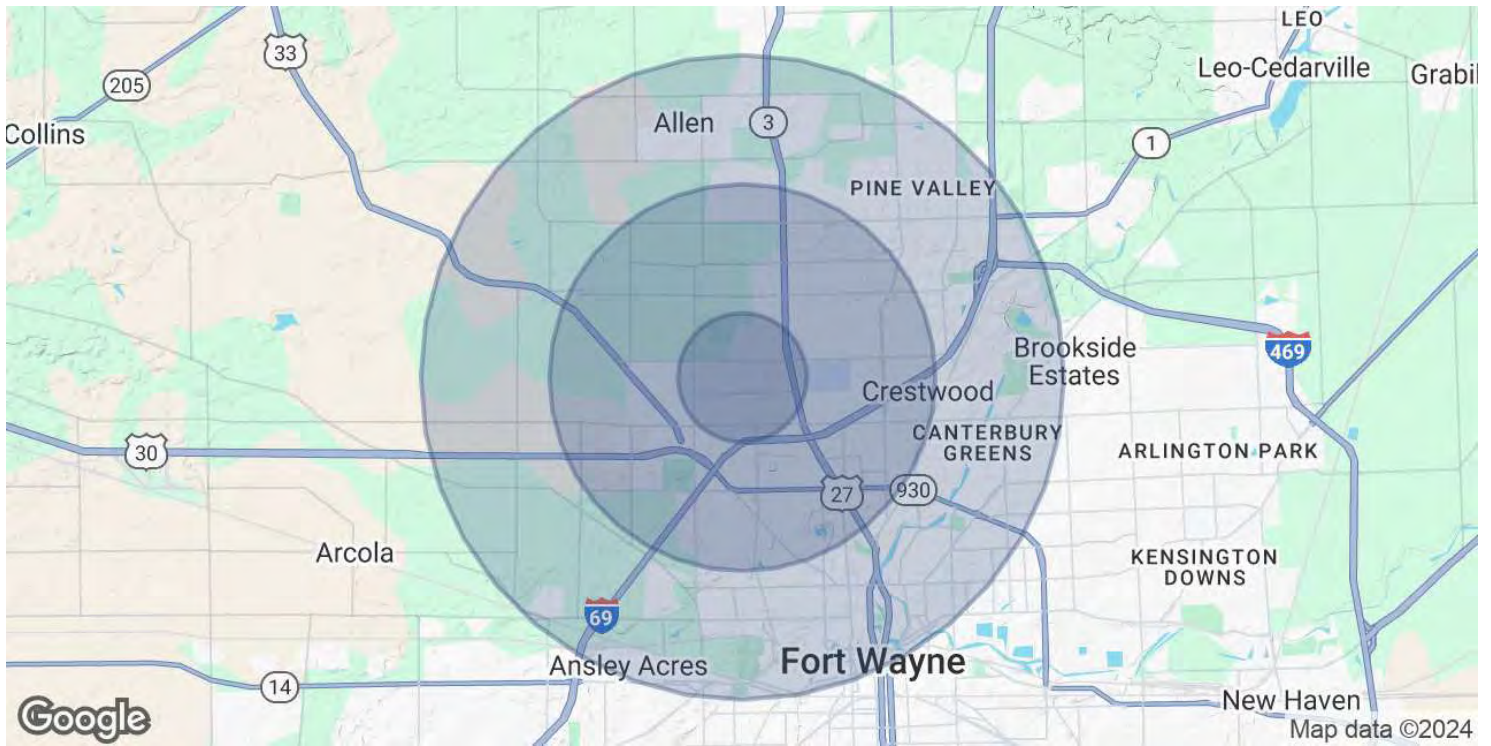 LEO
33
Leo-Cedarville
205
Grabil
Allen
3
Collins
1
PINE VALLEY
469
Brookside
Estates
Crestwood
CANTERBURY
GREENS
30
ARLINGTON PARK
27
930
Arcola
KENSINGTON
DOWNS
69
Ansley Acres
Fort Wayne
14
New Haven
Google
Map data ©2024